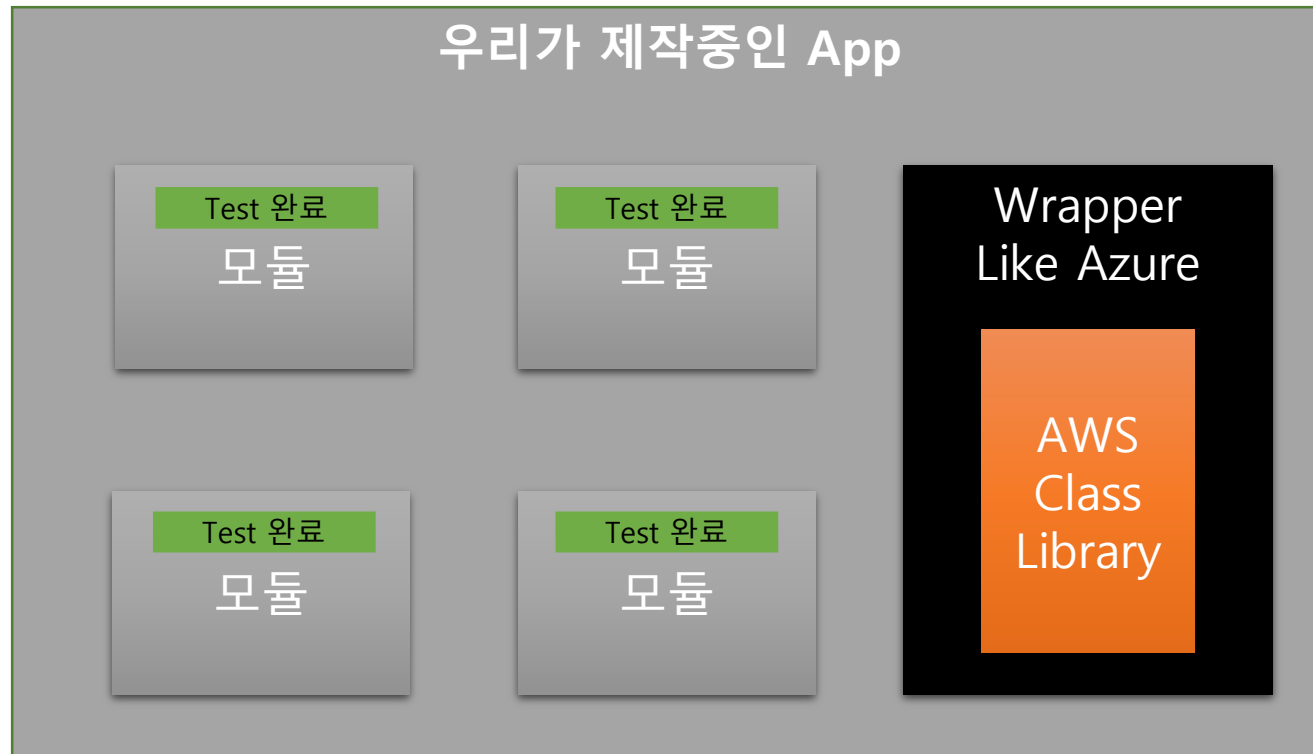 우리가 제작중인 App
Test 완료
모듈
Test 완료
모듈
Wrapper
Like Azure
AWS
Class
Library
Test 완료
모듈
Test 완료
모듈